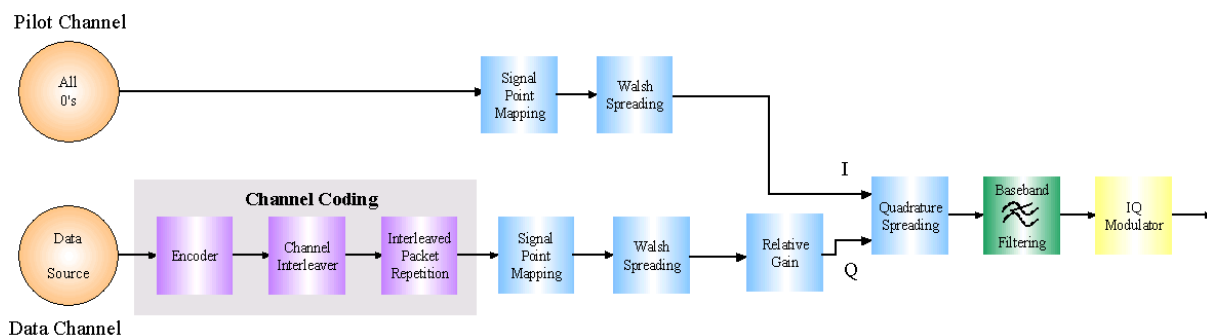 Pilot Channel
All
0's
Signal
Point
Mapping
Walsh
Spreading
I
Channel Coding
Data
Source
Encoder
Channel
Interleaver
Interleaved
Packet
Repetition
Signal
Point
Mapping
Walsh
Spreading
Relative
Gain
Q
Quadrature
Spreading
Baseband
Filtering
IQ
Modulator
Data Channel